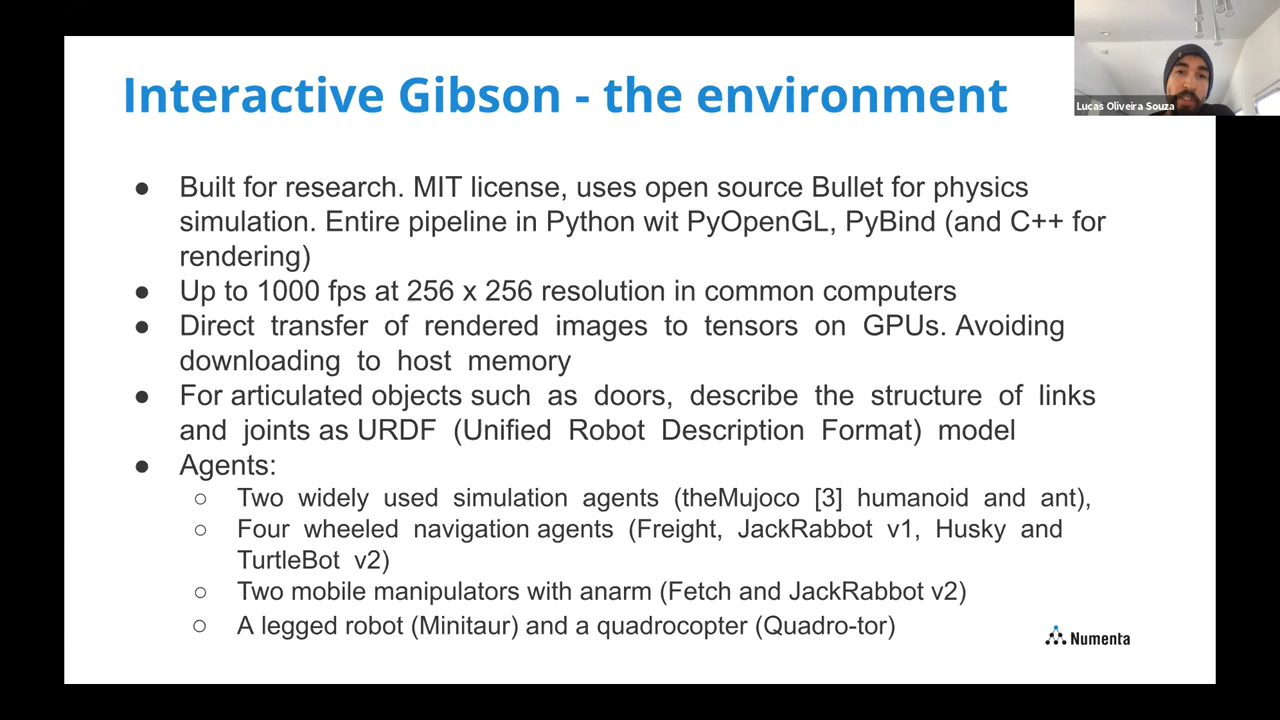 Interactive Gibson - the environment
Lucas Oliveira Souza
● Built for research. MIT license, uses open source Bullet for physics
simulation. Entire pipeline in Python wit PyOpenGL, PyBind (and C++ for
rendering)
● Up to 1000 fps at 256 x 256 resolution in common computers
● Direct transfer of rendered images to tensors on GPUs. Avoiding
downloading to host memory
● For articulated objects such as doors, describe the structure of links
and joints as URDF (Unified Robot Description Format) model
● Agents:
○ Two widely used simulation agents (theMujoco [3] humanoid and ant),
○ Four wheeled navigation agents (Freight, JackRabbot v1, Husky and
TurtleBot v2)
○ Two mobile manipulators with anarm (Fetch and JackRabbot v2)
○ A legged robot (Minitaur) and a quadrocopter (Quadro-tor)
Numenta